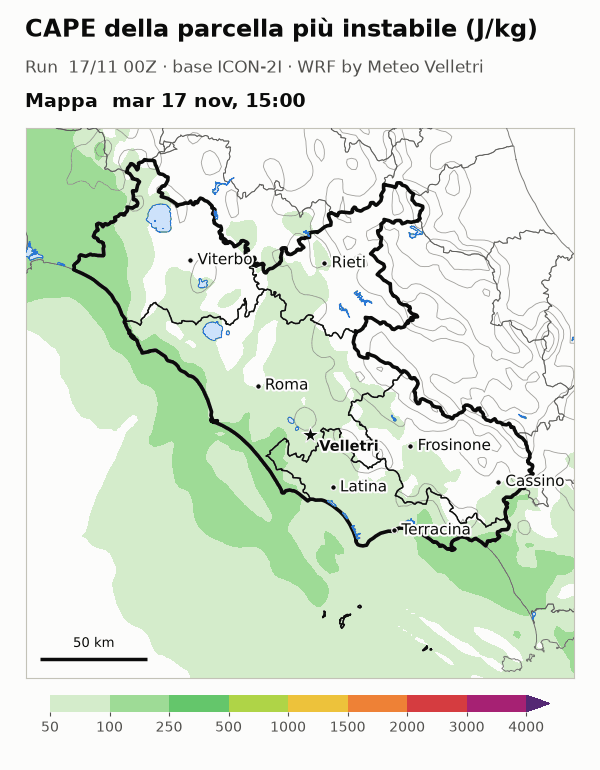 CAPE della parcella più instabile (J/kg)
Run  17/11 00Z · base ICON-2I · WRF by Meteo Velletri
Mappa  mar 17 nov, 15:00
Viterbo
Rieti
Roma
Velletri
Frosinone
Latina
Cassino
Terracina
50 km
50 100 250 500 1000 1500 2000 3000 4000